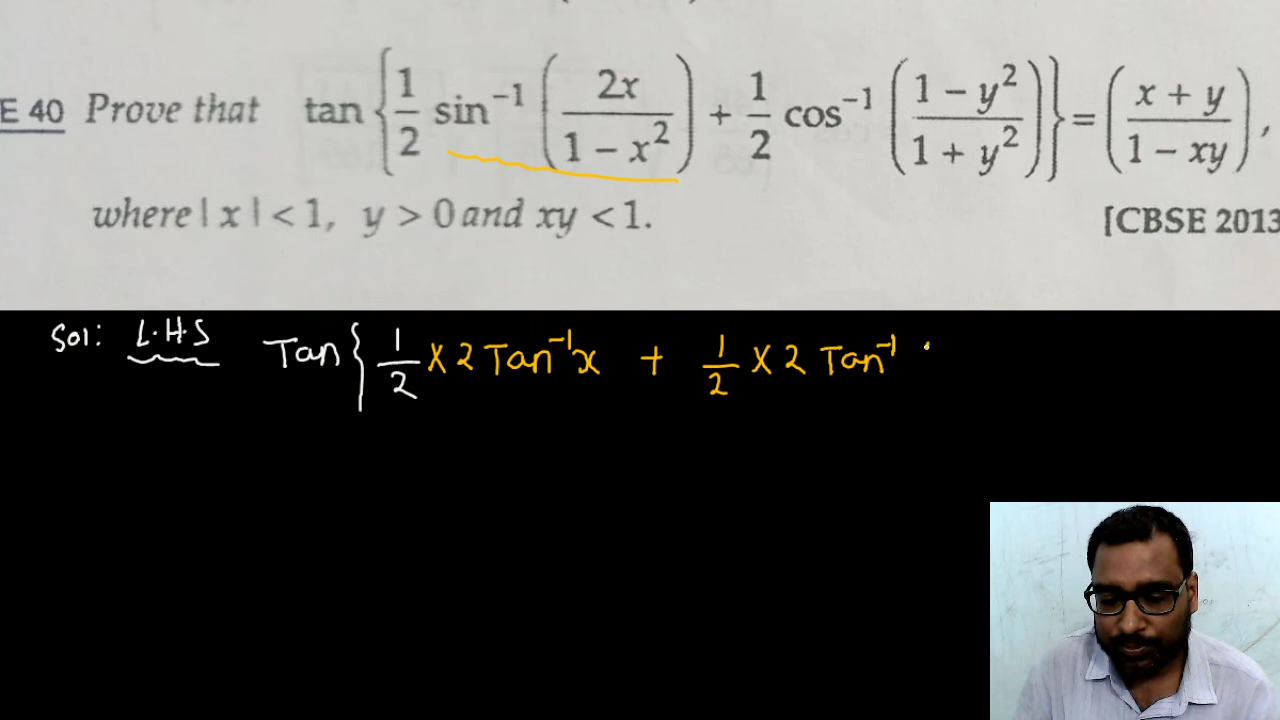 E 40 Prove that tan {1/2 sin⁻¹ (2x/(1 − x²)) + 1/2 cos⁻¹ ((1 − y²)/(1 + y²))} = ((x + y)/(1 − xy)),
where | x | < 1, y > 0 and xy < 1. [CBSE 2013
Sol: L.H.S Tan { 1/2 × 2 Tan⁻¹x + 1/2 × 2 Tan⁻¹